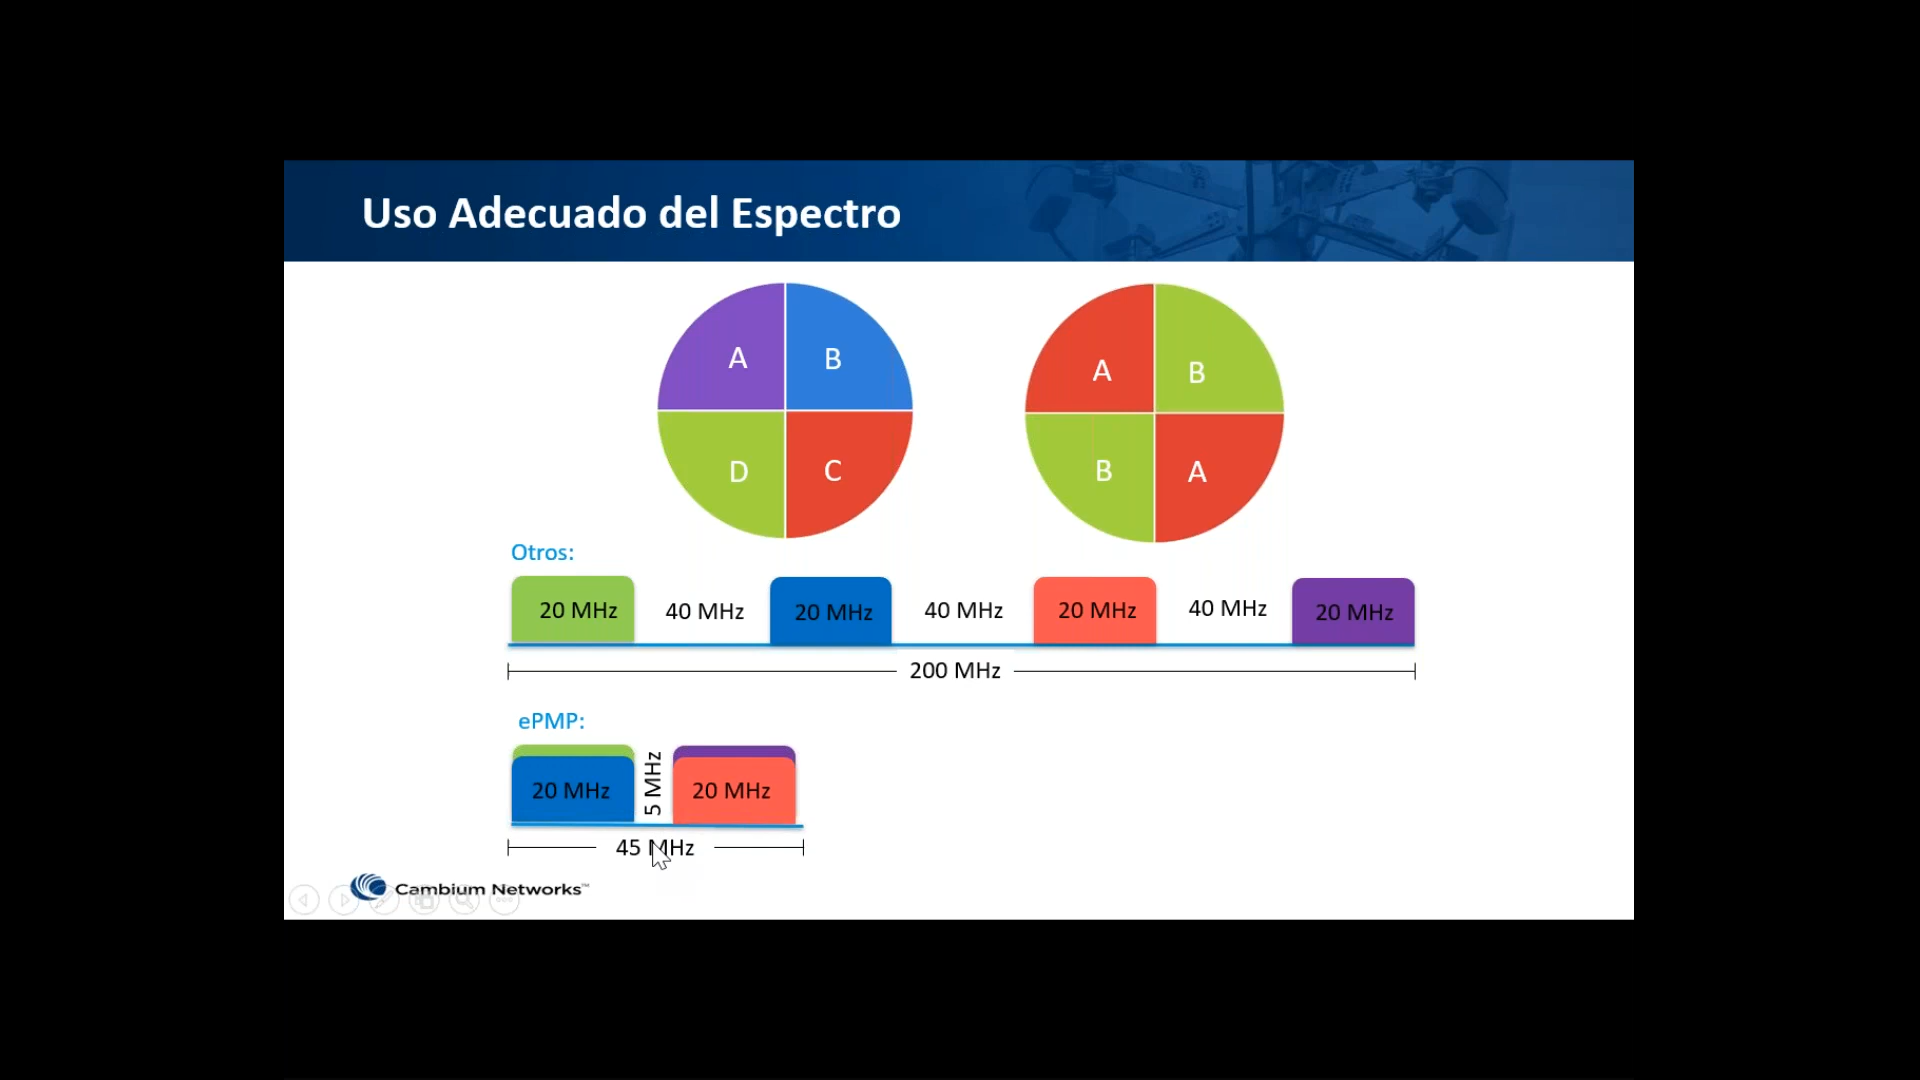 Uso Adecuado del Espectro
A B
D C
A B
B A
Otros:
20 MHz 40 MHz 20 MHz 40 MHz 20 MHz 40 MHz 20 MHz
200 MHz
ePMP:
20 MHz 5 MHz 20 MHz
45 MHz
Cambium Networks™